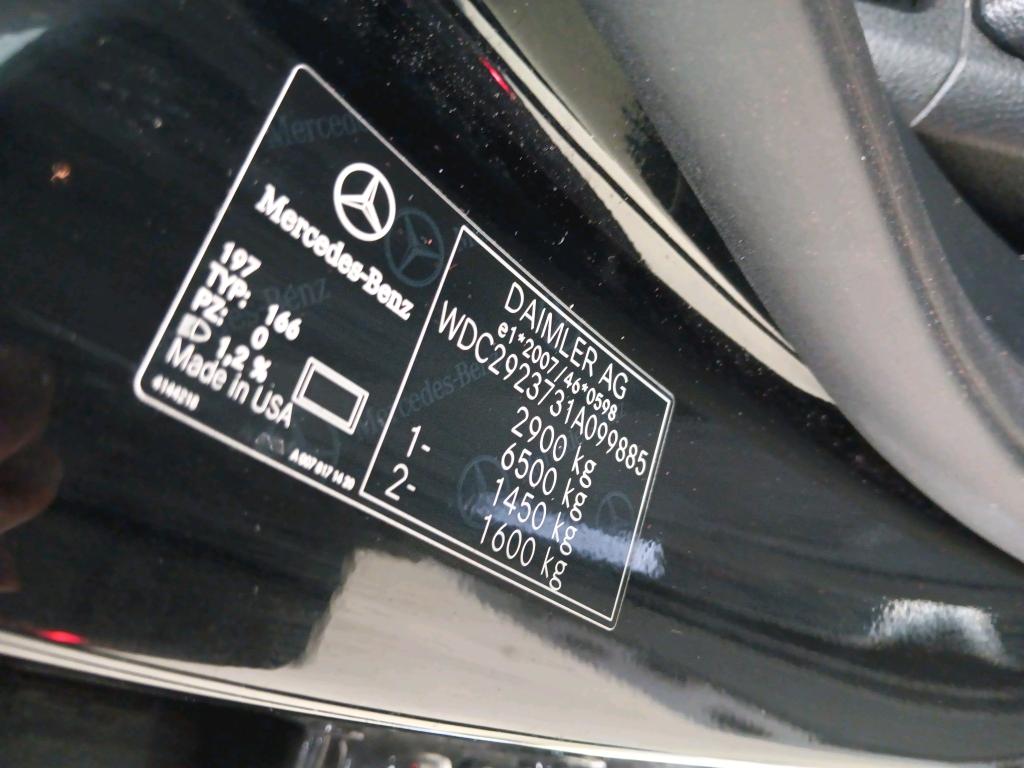 Mercedes-Benz
197
TYP: 166
PZ: 0
1,2 %
Made in USA
DAIMLER AG
e1*2007/46*0598
WDC2923731A099885
2900 kg
6500 kg
1- 1450 kg
2- 1600 kg